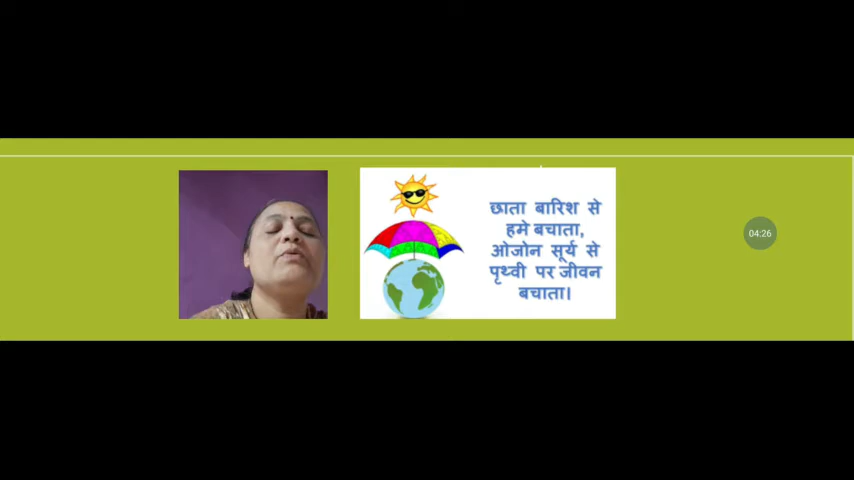 छाता बारिश से
हमे बचाता,
ओजोन सूर्य से
पृथ्वी पर जीवन
बचाता।
04:26